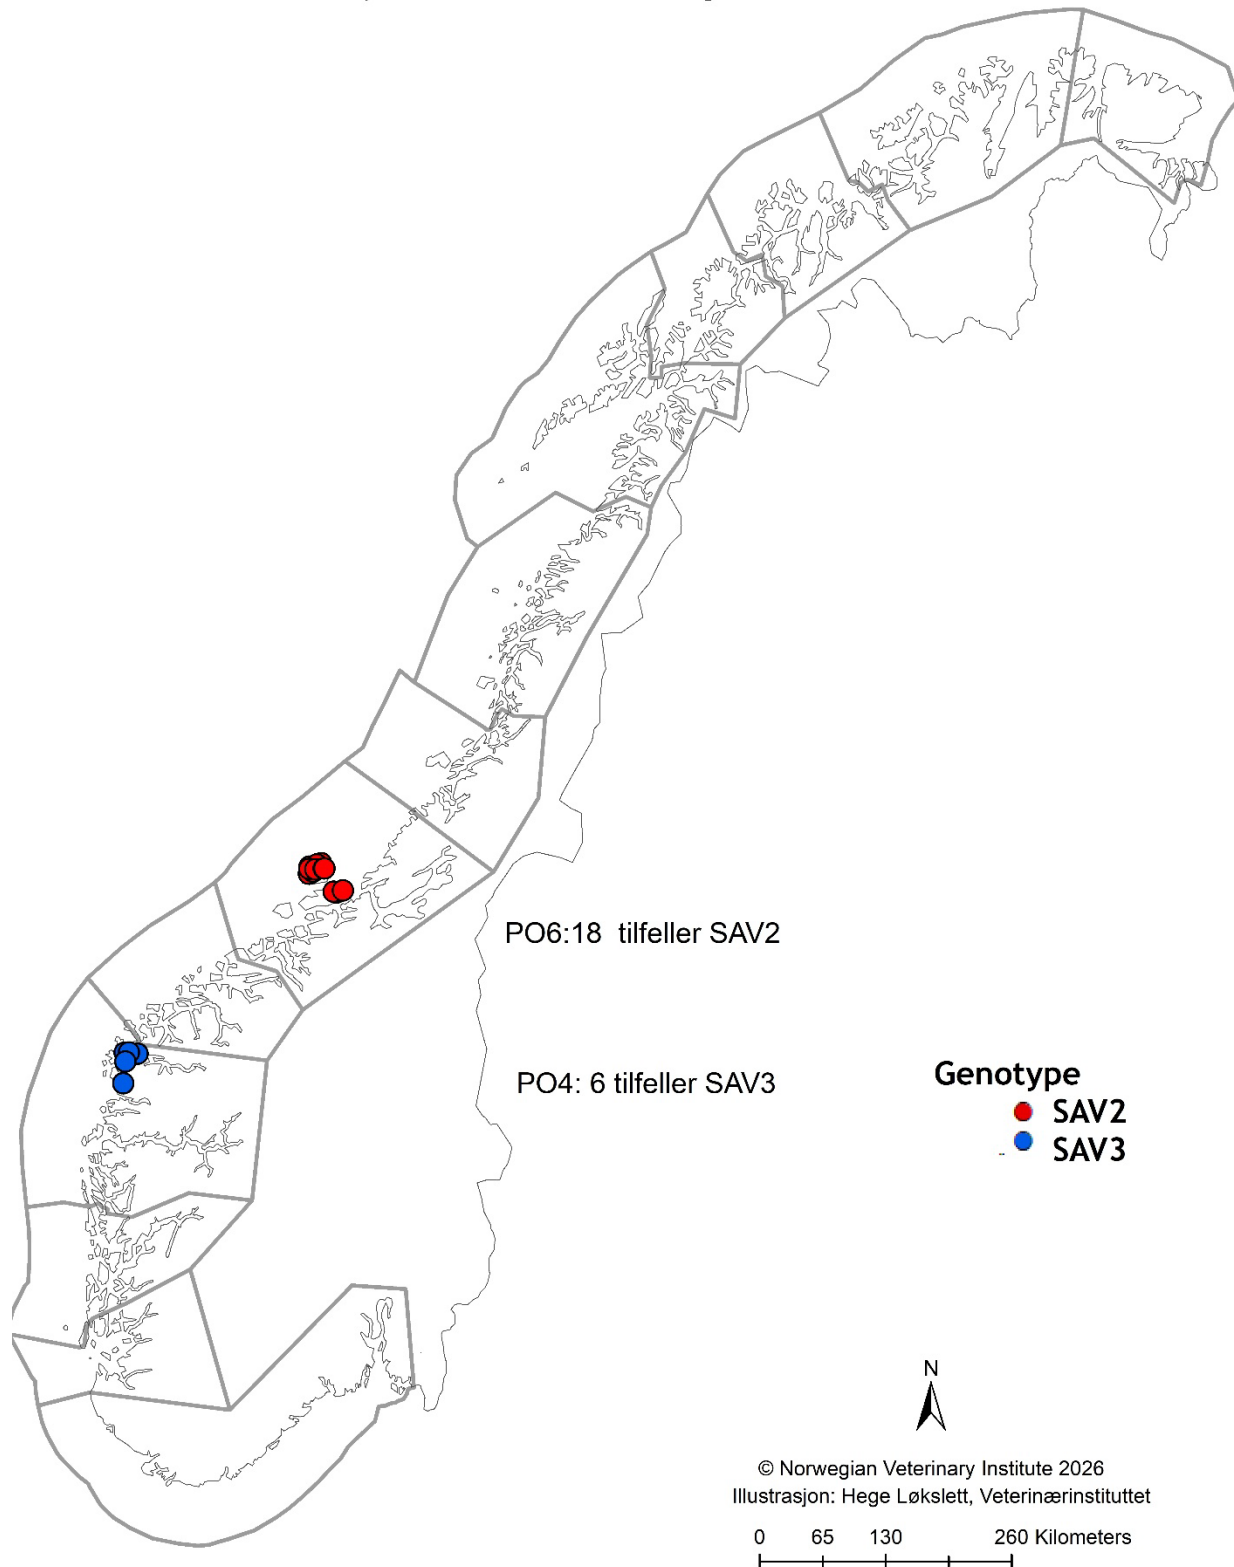 PO6:18 tilfeller SAV2
PO4: 6 tilfeller SAV3
Genotype
SAV2
SAV3
N
© Norwegian Veterinary Institute 2026
Illustrasjon: Hege Løkslett, Veterinærinstituttet
0 65 130 260 Kilometers